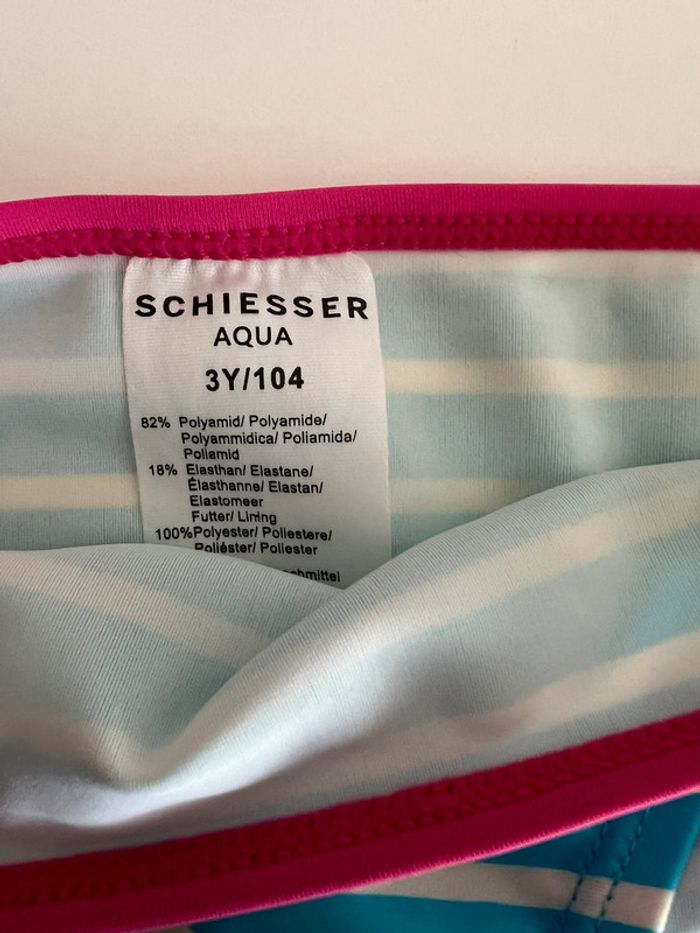 SCHIESSER
AQUA
3Y/104
82% Polyamid/ Polyamide/
Polyammidica/ Poliamida/
Poliamid
18% Elasthan/ Elastane/
Élasthanne/ Elastan/
Elastomeer
Futter/ Lining
100%Polyester/ Poliestere/
Poliéster/ Poliester